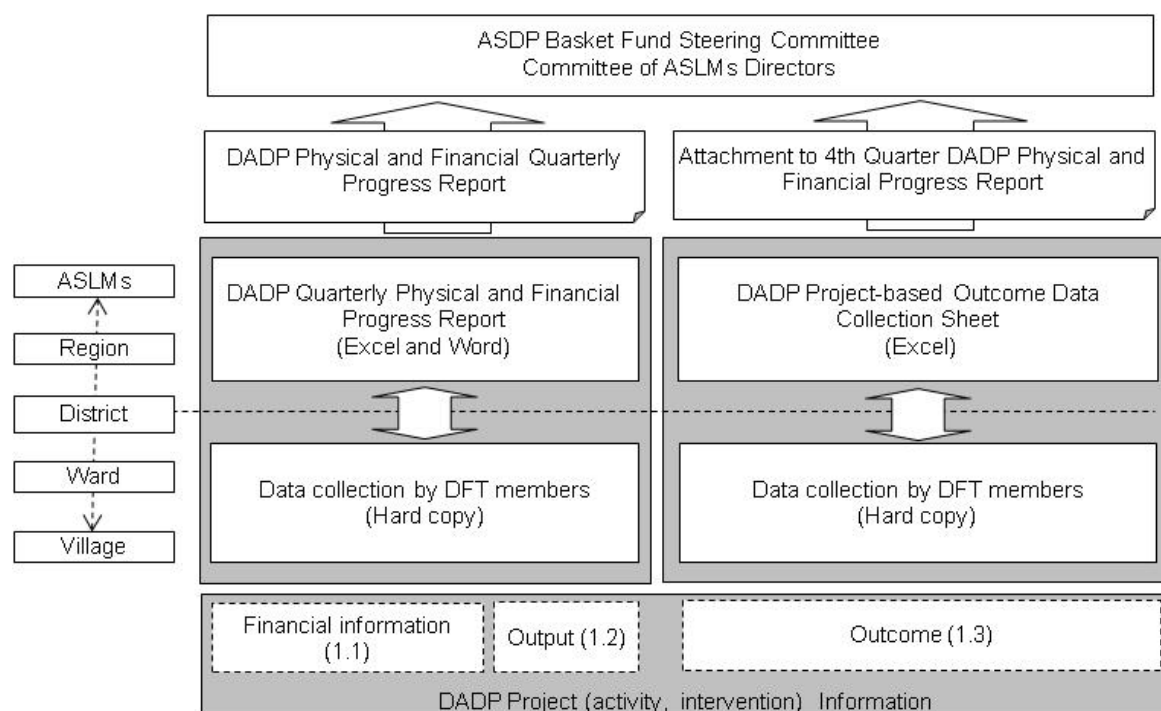 ASDP Basket Fund Steering Committee
Committee of ASLMs Directors
DADP Physical and Financial Quarterly
Progress Report
Attachment to 4th Quarter DADP Physical and
Financial Progress Report
ASLMs
Region
District
Ward
Village
DADP Quarterly Physical and Financial
Progress Report
(Excel and Word)
DADP Project-based Outcome Data
Collection Sheet
(Excel)
Data collection by DFT members
(Hard copy)
Data collection by DFT members
(Hard copy)
Financial information
(1.1)
Output (1.2)
Outcome (1.3)
DADP Project (activity, intervention) Information